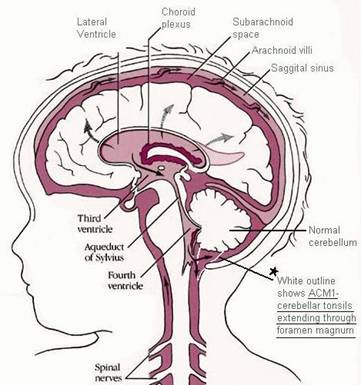 Lateral
Ventricle
Choroid
plexus
Subarachnoid
space
Arachnoid villi
Saggital sinus
Third
ventricle
Aqueduct
of Sylvius
Fourth
ventricle
Normal
cerebellum
*
White outline
shows ACM1-
cerebellar tonsils
extending through
foramen magnum
Spinal
nerves